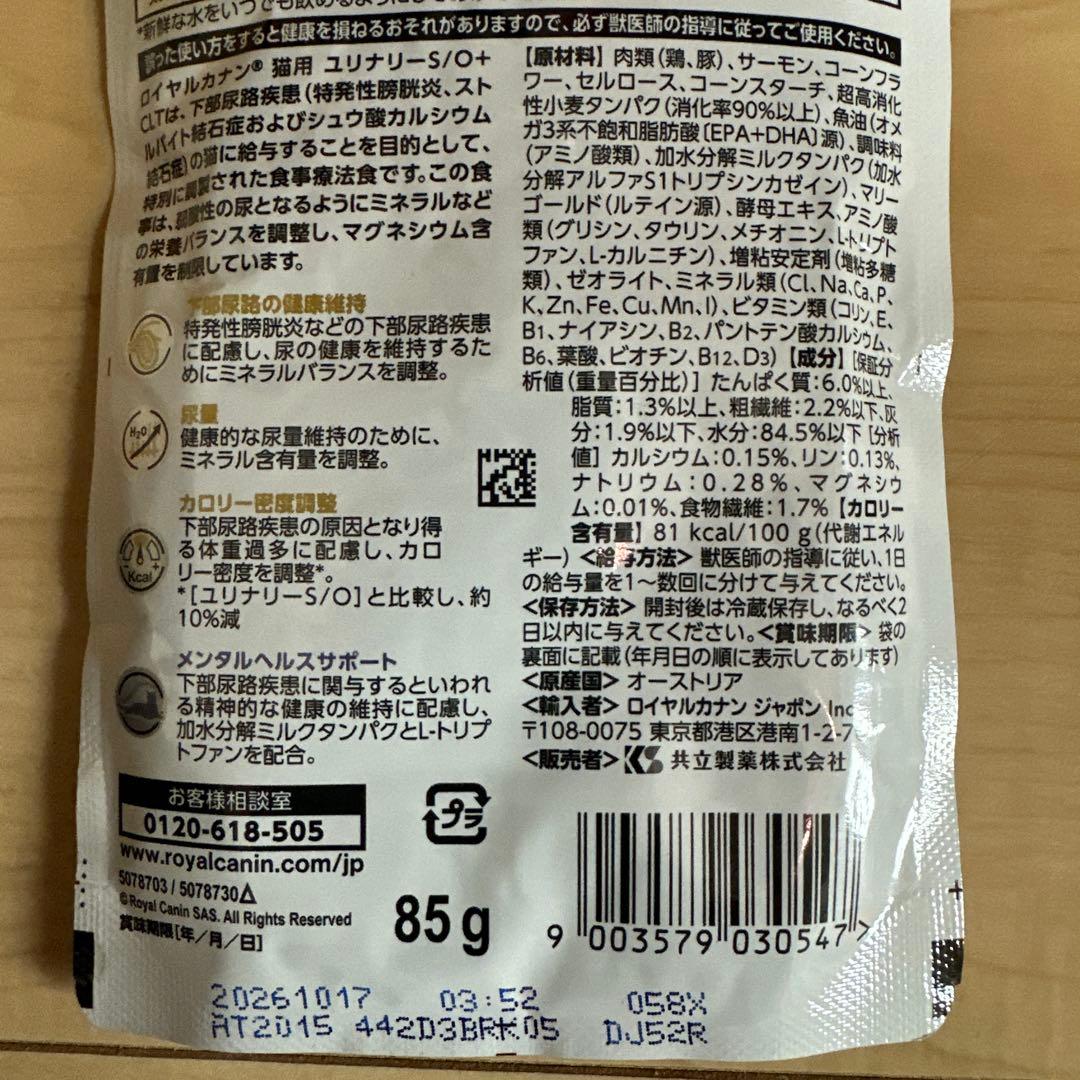 *新鮮な水をいつでも飲めるように
誤った使い方をすると健康を損ねるおそれがありますので、必ず獣医師の指導に従ってご使用ください。
ロイヤルカナン® 猫用 ユリナリーS/O+
CLTは、下部尿路疾患(特発性膀胱炎、スト
ルバイト結石症およびシュウ酸カルシウム
結石症)の猫に給与することを目的として、
特別に調製された食事療法食です。この食
事は、弱酸性の尿となるようにミネラルなど
の栄養バランスを調整し、マグネシウム含
有量を制限しています。
下部尿路の健康維持
特発性膀胱炎などの下部尿路疾患
に配慮し、尿の健康を維持するた
めにミネラルバランスを調整。
H₂O
尿量
健康的な尿量維持のために、
ミネラル含有量を調整。
カロリー密度調整
下部尿路疾患の原因となり得
る体重過多に配慮し、カロ
リー密度を調整*。
*[ユリナリーS/O]と比較し、約
10%減
- +
Kcal
メンタルヘルスサポート
下部尿路疾患に関与するといわれ
る精神的な健康の維持に配慮し、
加水分解ミルクタンパクとL-トリプ
トファンを配合。
お客様相談室
0120-618-505
www.royalcanin.com/jp
5078703 / 5078730△
©Royal Canin SAS. All Rights Reserved
賞味期限[年/月/日]
プラ
85g
【原材料】肉類(鶏、豚)、サーモン、コーンフラ
ワー、セルロース、コーンスターチ、超高消化
性小麦タンパク(消化率90%以上)、魚油(オメ
ガ3系不飽和脂肪酸〔EPA+DHA〕源)、調味料
(アミノ酸類)、加水分解ミルクタンパク(加水
分解アルファS1トリプシンカゼイン)、マリー
ゴールド(ルテイン源)、酵母エキス、アミノ酸
類(グリシン、タウリン、メチオニン、L-トリプト
ファン、L-カルニチン)、増粘安定剤(増粘多糖
類)、ゼオライト、ミネラル類(Cl、Na、Ca、P、
K、Zn、Fe、Cu、Mn、I)、ビタミン類(コリン、E、
B1、ナイアシン、B2、パントテン酸カルシウム、
B6、葉酸、ビオチン、B12、D3)【成分】[保証分
析値(重量百分比)] たんぱく質:6.0%以上、
脂質:1.3%以上、粗繊維:2.2%以下、灰
分:1.9%以下、水分:84.5%以下 [分析
値] カルシウム:0.15%、リン:0.13%、
ナトリウム:0.28%、マグネシウ
ム:0.01%、食物繊維:1.7%【カロリー
含有量】81 kcal/100 g(代謝エネル
ギー)<給与方法> 獣医師の指導に従い、1日
の給与量を1~数回に分けて与えてください。
<保存方法> 開封後は冷蔵保存し、なるべく2
日以内に与えてください。<賞味期限> 袋の
裏面に記載(年月日の順に表示してあります)
<原産国> オーストリア
<輸入者> ロイヤルカナン ジャポン Inc
〒108-0075 東京都港区港南1-2-7
<販売者> KS 共立製薬株式会社
9 003579 030547 >
20261017 03:52 058X
AT2015 442D3BRK05 DJ52R